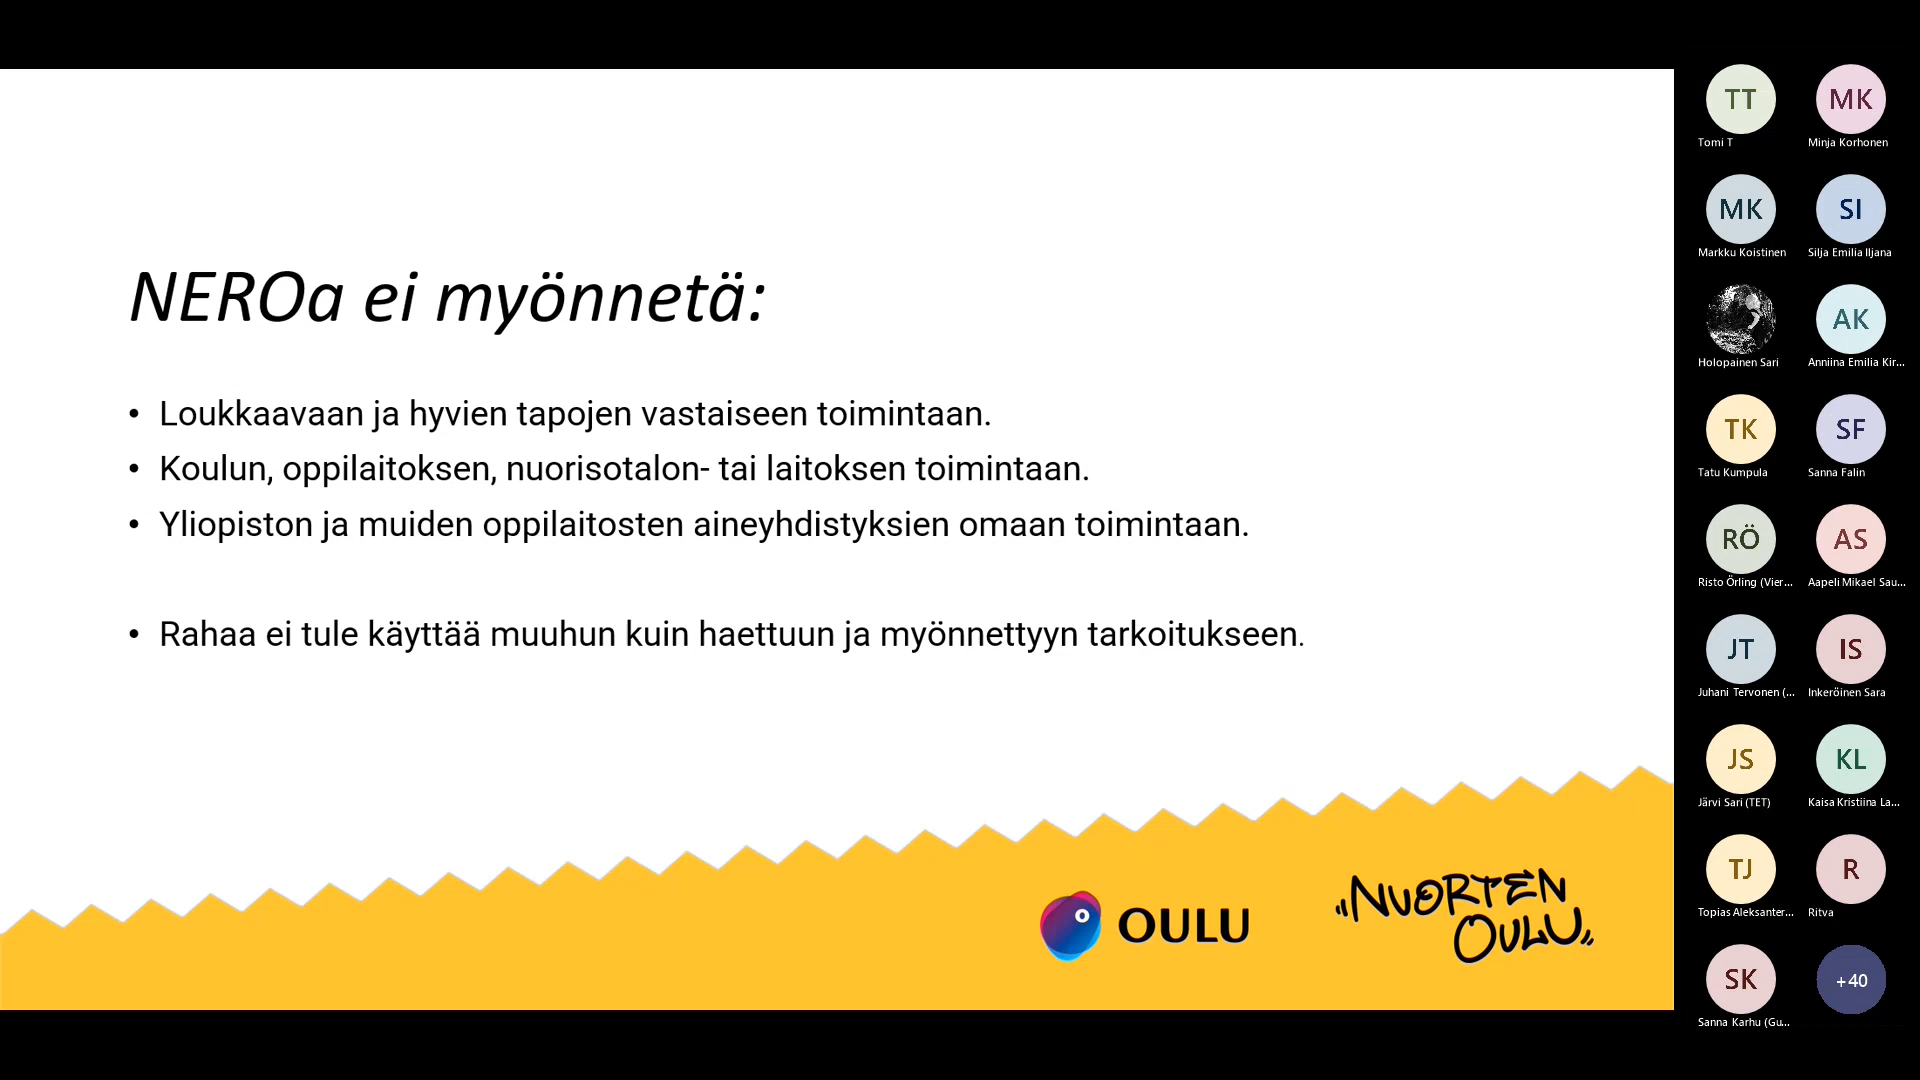 NEROa ei myönnetä:
• Loukkaavaan ja hyvien tapojen vastaiseen toimintaan.
• Koulun, oppilaitoksen, nuorisotalon- tai laitoksen toimintaan.
• Yliopiston ja muiden oppilaitosten aineyhdistyksien omaan toimintaan.
• Rahaa ei tule käyttää muuhun kuin haettuun ja myönnettyyn tarkoitukseen.
OULU
"NUORTEN
OULU"
TT
Tomi T
MK
Minja Korhonen
MK
Markku Koistinen
SI
Silja Emilia Iljana
Holopainen Sari
AK
Anniina Emilia Kir...
TK
Tatu Kumpula
SF
Sanna Falin
RÖ
Risto Örling (Vier...
AS
Aapeli Mikael Sau...
JT
Juhani Tervonen (...
IS
Inkeröinen Sara
JS
Järvi Sari (TET)
KL
Kaisa Kristiina La...
TJ
Topias Aleksanter...
R
Ritva
SK
Sanna Karhu (Gu...
+40